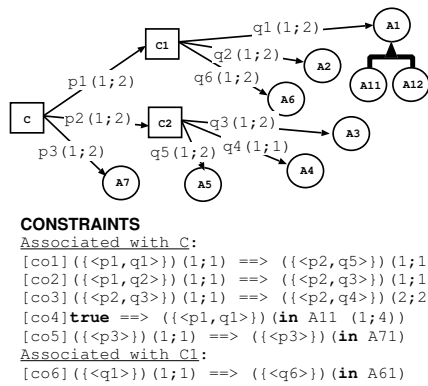 q1(1;2)
A1
C1
q2(1;2)
A2
A11
A12
p1(1;2)
q6(1;2)
A6
C
p2(1;2)
C2
q3(1;2)
A3
p3(1;2)
q5(1;2)
q4(1;1)
A7
A5
A4
CONSTRAINTS
Associated with C:
[co1]({<p1,q1>})(1;1) ==> ({<p2,q5>})(1;1
[co2]({<p1,q2>})(1;1) ==> ({<p2,q3>})(1;1
[co3]({<p2,q3>})(1;1) ==> ({<p2,q4>})(2;2
[co4]true ==> ({<p1,q1>})(in A11 (1;4))
[co5]({<p3>})(1;1) ==> ({<p3>})(in A71)
Associated with C1:
[co6]({<q1>})(1;1) ==> ({<q6>})(in A61)